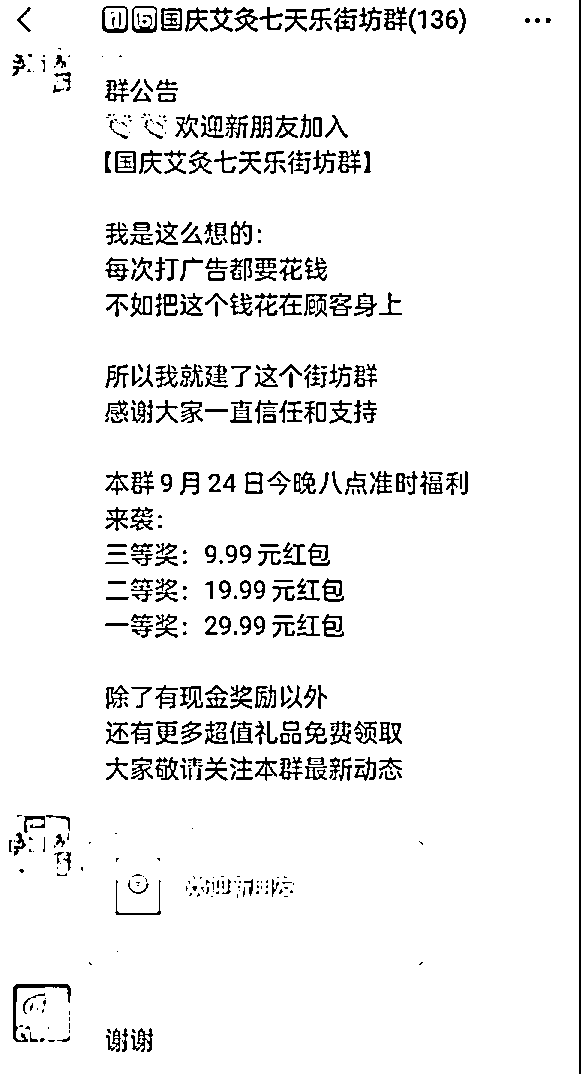 国庆艾灸七天乐街坊群(136)
群公告
欢迎新朋友加入
【国庆艾灸七天乐街坊群】
我是这么想的：
每次打广告都要花钱
不如把这个钱花在顾客身上
所以我就建了这个街坊群
感谢大家一直信任和支持
本群9月24日今晚八点准时福利
来袭：
三等奖：9.99元红包
二等奖：19.99元红包
一等奖：29.99元红包
除了有现金奖励以外
还有更多超值礼品免费领取
大家敬请关注本群最新动态
欢迎新朋友
谢谢